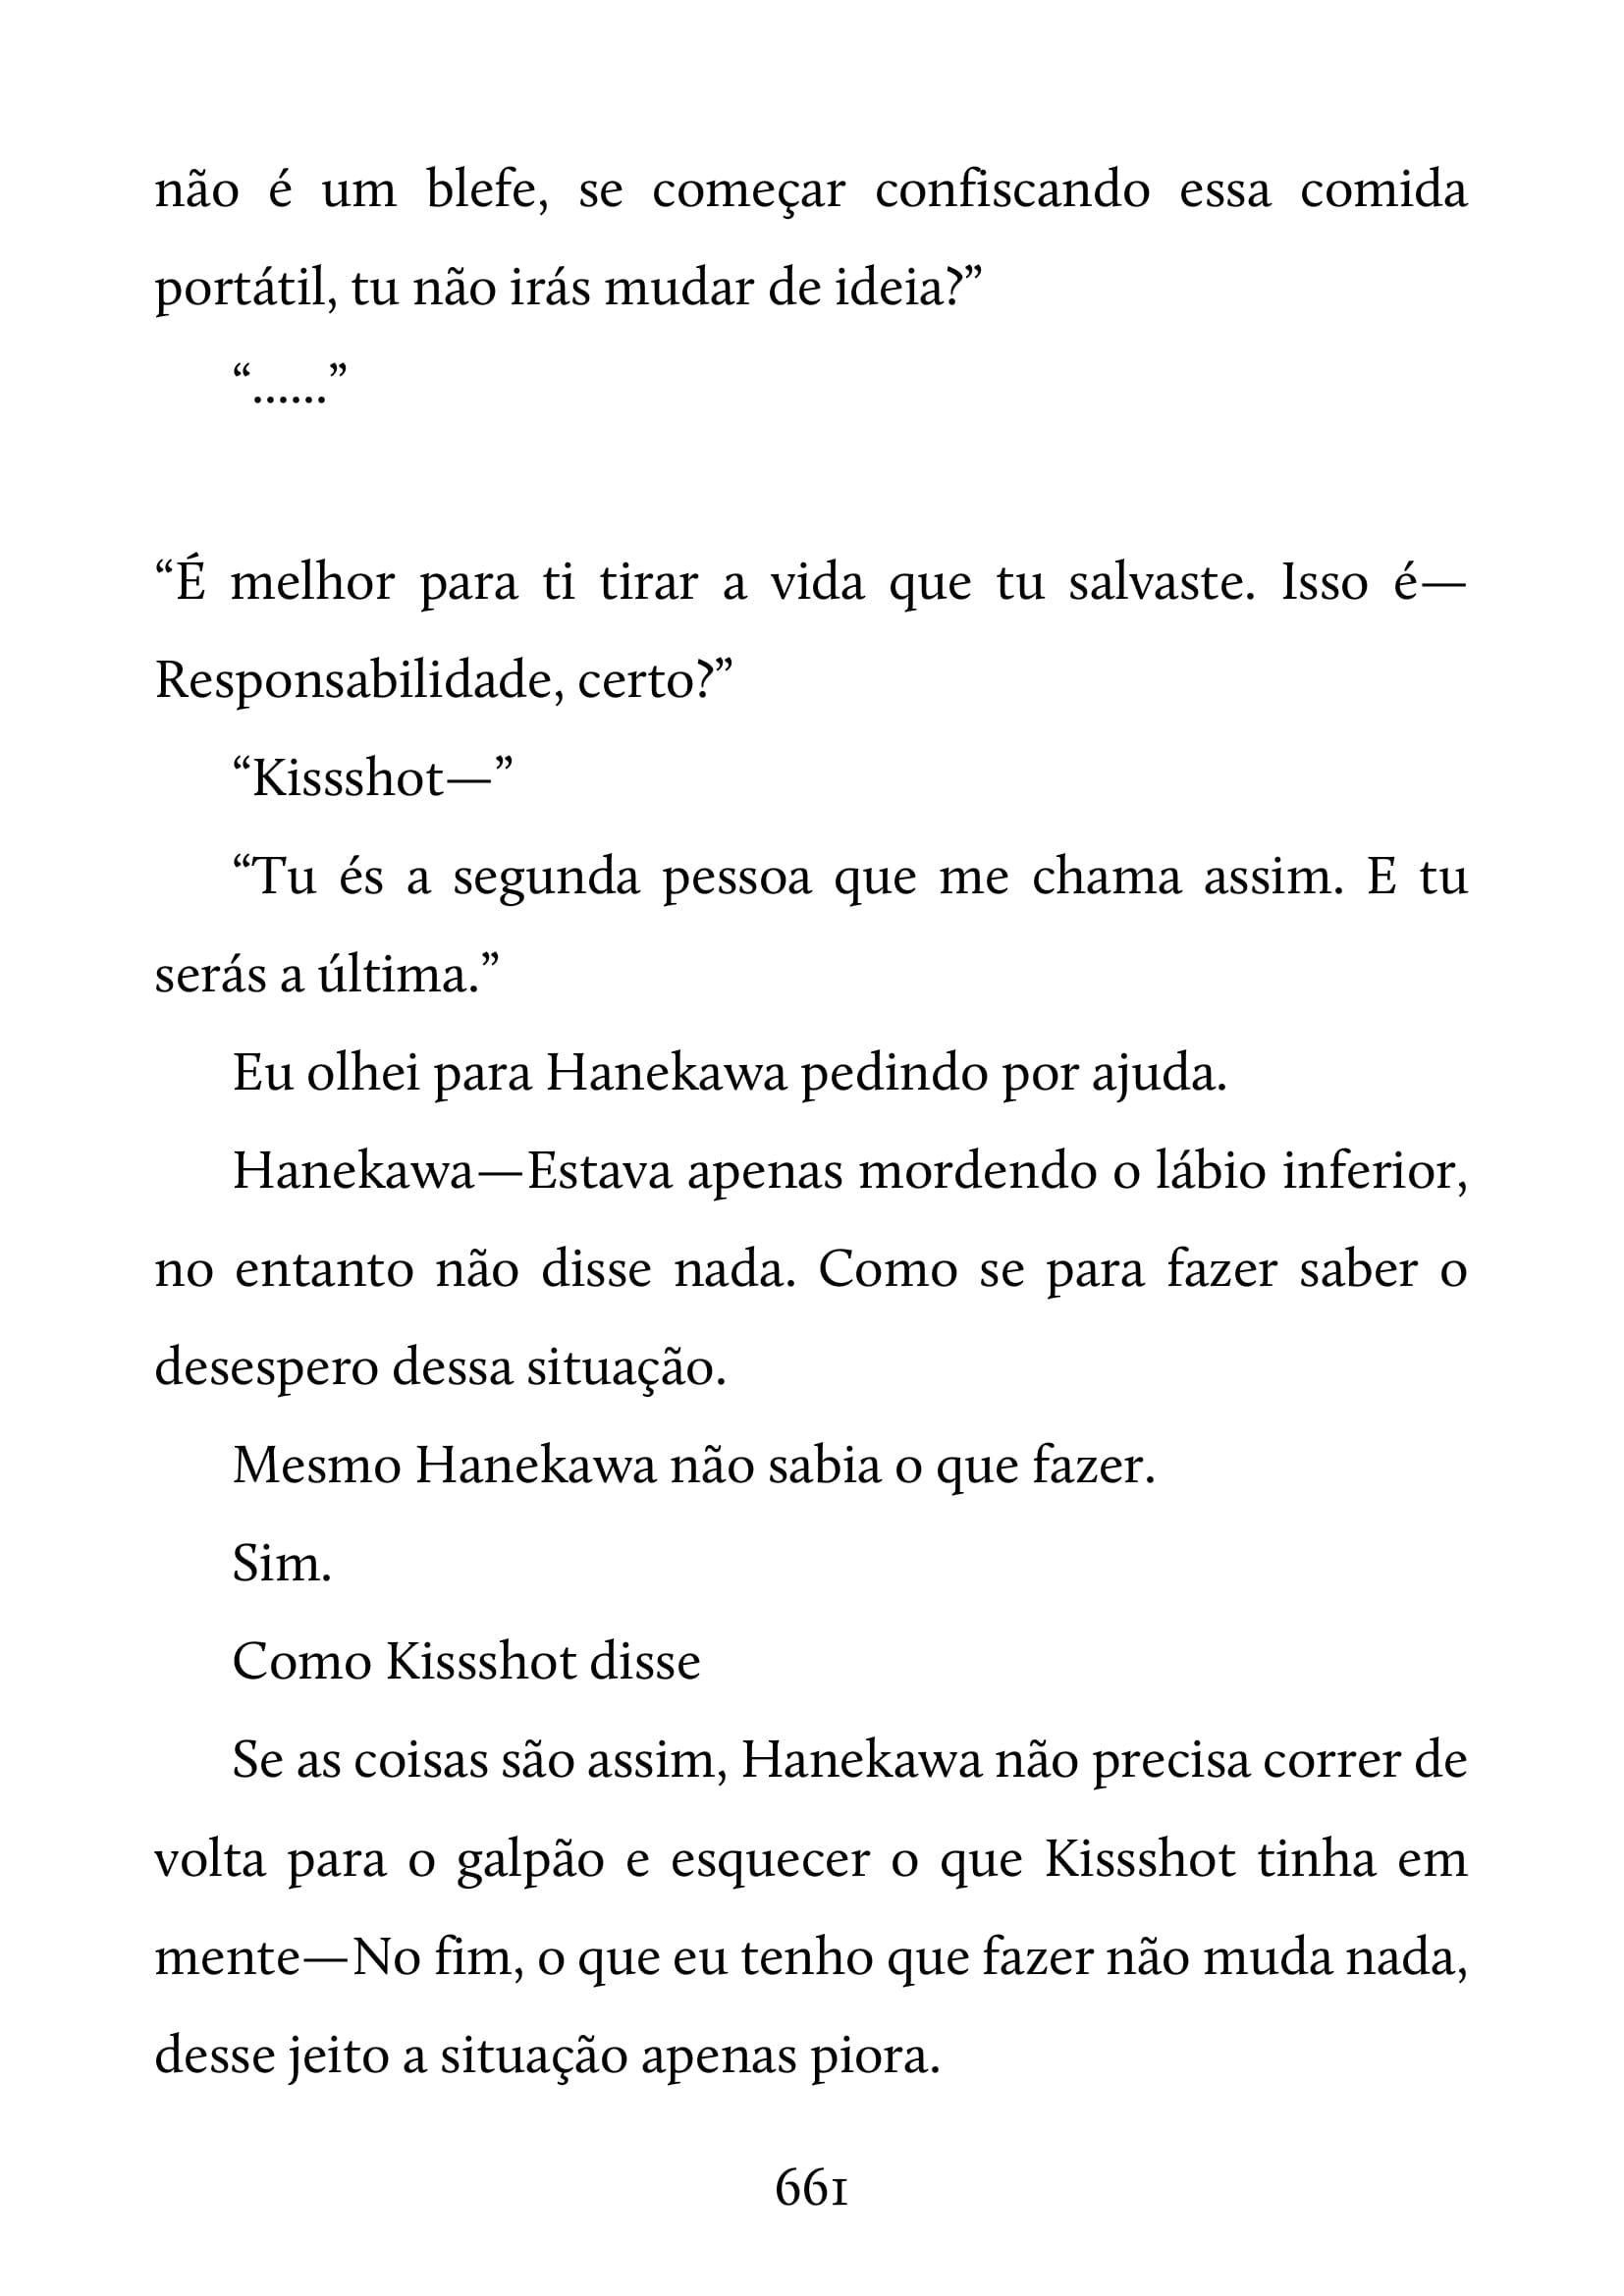 não é um blefe, se começar confiscando essa comida
portátil, tu não irás mudar de ideia?”
“......”
“É melhor para ti tirar a vida que tu salvaste. Isso é—
Responsabilidade, certo?”
“Kissshot—”
“Tu és a segunda pessoa que me chama assim. E tu
serás a última.”
Eu olhei para Hanekawa pedindo por ajuda.
Hanekawa—Estava apenas mordendo o lábio inferior,
no entanto não disse nada. Como se para fazer saber o
desespero dessa situação.
Mesmo Hanekawa não sabia o que fazer.
Sim.
Como Kissshot disse
Se as coisas são assim, Hanekawa não precisa correr de
volta para o galpão e esquecer o que Kissshot tinha em
mente—No fim, o que eu tenho que fazer não muda nada,
desse jeito a situação apenas piora.
661